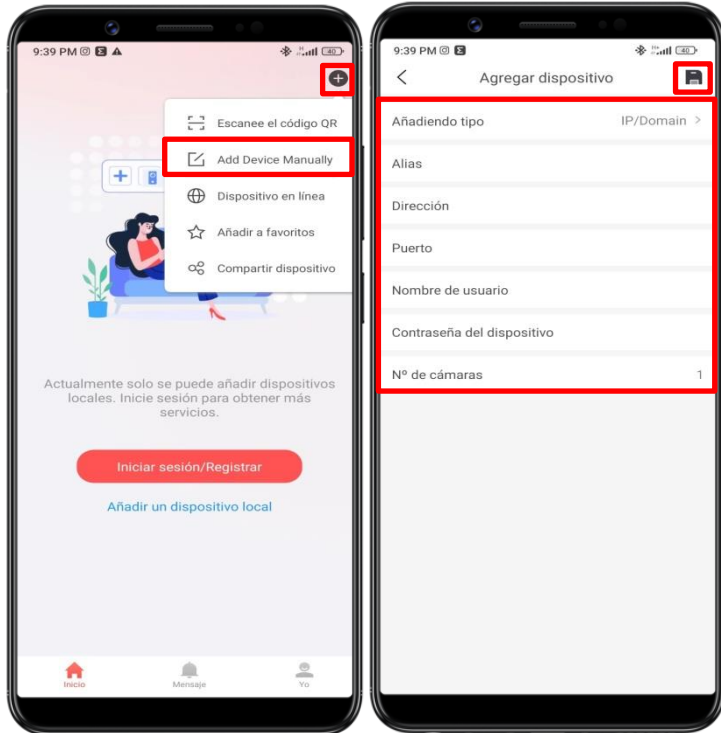 9:39 PM
40
Escanee el código QR
Add Device Manually
Dispositivo en línea
Añadir a favoritos
Compartir dispositivo
Actualmente solo se puede añadir dispositivos
locales. Inicie sesión para obtener más
servicios.
Iniciar sesión/Registrar
Añadir un dispositivo local
Inicio
Mensaje
Yo
9:39 PM
40
Agregar dispositivo
Añadiendo tipo IP/Domain >
Alias
Dirección
Puerto
Nombre de usuario
Contraseña del dispositivo
Nº de cámaras 1